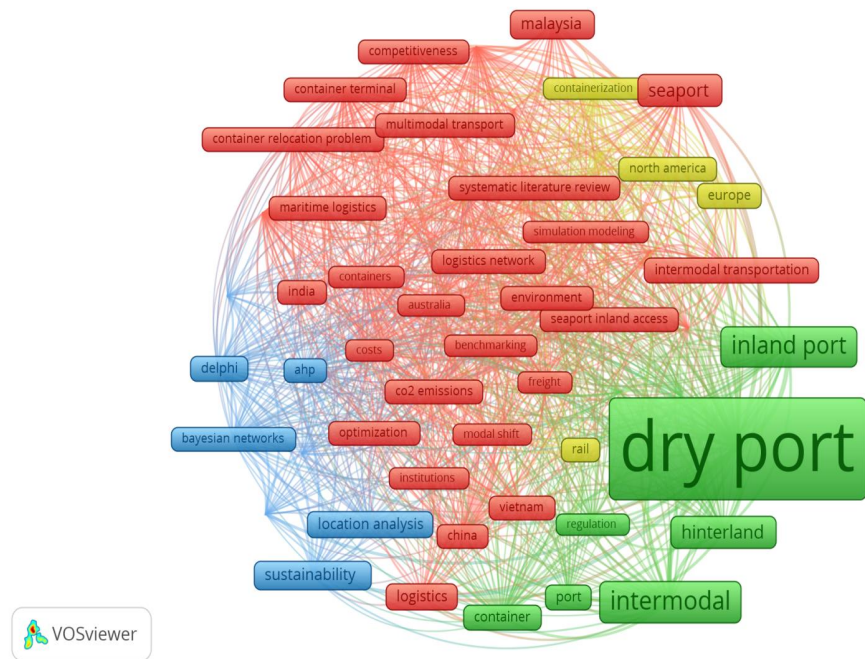 malaysia
competitiveness
container terminal
containerization
seaport
multimodal transport
container relocation problem
north america
systematic literature review
europe
maritime logistics
simulation modeling
logistics network
intermodal transportation
containers
india
environment
australia
seaport inland access
inland port
benchmarking
costs
delphi
ahp
freight
co2 emissions
dry port
optimization
modal shift
bayesian networks
rail
institutions
vietnam
location analysis
regulation
hinterland
china
sustainability
logistics
port
intermodal
container
VOSviewer